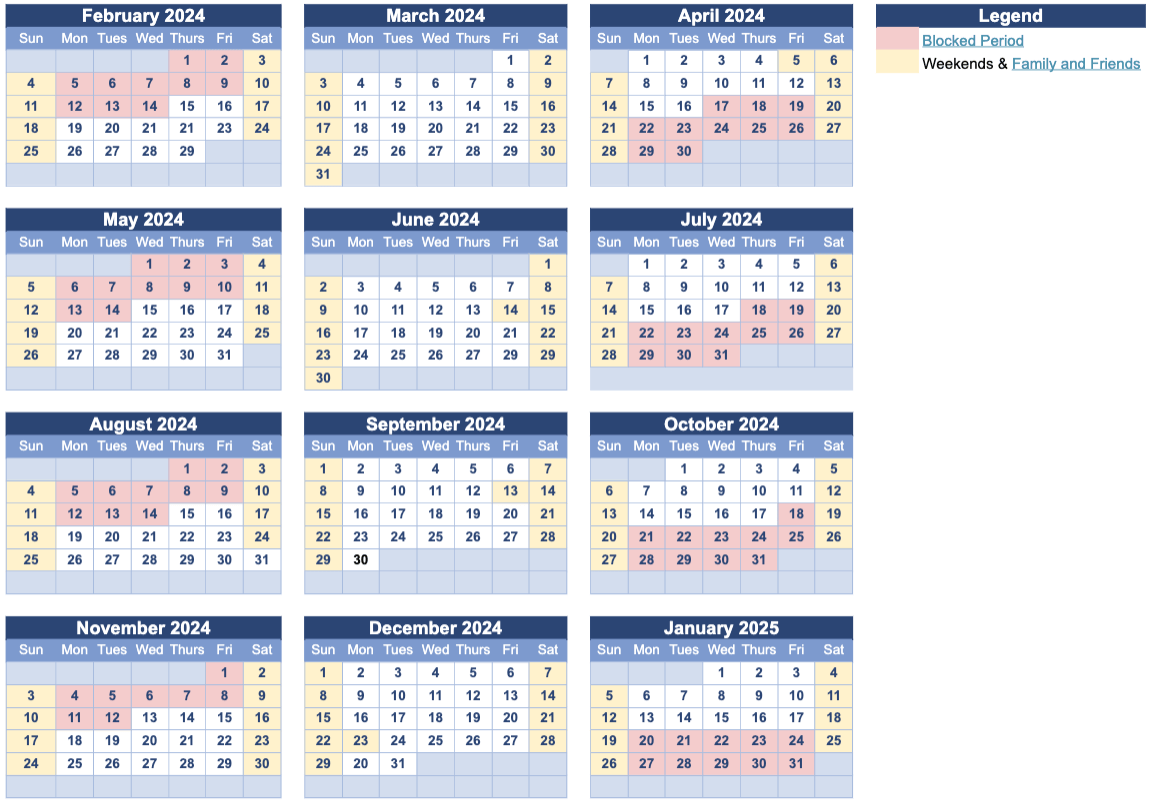 February 2024
Sun Mon Tues Wed Thurs Fri Sat
1 2 3
4 5 6 7 8 9 10
11 12 13 14 15 16 17
18 19 20 21 21 23 24
25 26 27 28 29
March 2024
Sun Mon Tues Wed Thurs Fri Sat
1 2
3 4 5 6 7 8 9
10 11 12 13 14 15 16
17 18 19 20 21 22 23
24 25 26 27 28 29 30
31
April 2024
Sun Mon Tues Wed Thurs Fri Sat
1 2 3 4 5 6
7 8 9 10 11 12 13
14 15 16 17 18 19 20
21 22 23 24 25 26 27
28 29 30
Legend
Blocked Period
Weekends & Family and Friends
May 2024
Sun Mon Tues Wed Thurs Fri Sat
1 2 3 4
5 6 7 8 9 10 11
12 13 14 15 16 17 18
19 20 21 22 23 24 25
26 27 28 29 30 31
June 2024
Sun Mon Tues Wed Thurs Fri Sat
1
2 3 4 5 6 7 8
9 10 11 12 13 14 15
16 17 18 19 20 21 22
23 24 25 26 27 28 29
30
July 2024
Sun Mon Tues Wed Thurs Fri Sat
1 2 3 4 5 6
7 8 9 10 11 12 13
14 15 16 17 18 19 20
21 22 23 24 25 26 27
28 29 30 31
August 2024
Sun Mon Tues Wed Thurs Fri Sat
1 2 3
4 5 6 7 8 9 10
11 12 13 14 15 16 17
18 19 20 21 22 23 24
25 26 27 28 29 30 31
September 2024
Sun Mon Tues Wed Thurs Fri Sat
1 2 3 4 5 6 7
8 9 10 11 12 13 14
15 16 17 18 19 20 21
22 23 24 25 26 27 28
29 30
October 2024
Sun Mon Tues Wed Thurs Fri Sat
1 2 3 4 5
6 7 8 9 10 11 12
13 14 15 16 17 18 19
20 21 22 23 24 25 26
27 28 29 30 31
November 2024
Sun Mon Tues Wed Thurs Fri Sat
1 2
3 4 5 6 7 8 9
10 11 12 13 14 15 16
17 18 19 20 21 22 23
24 25 26 27 28 29 30
December 2024
Sun Mon Tues Wed Thurs Fri Sat
1 2 3 4 5 6 7
8 9 10 11 12 13 14
15 16 17 18 19 20 21
22 23 24 25 26 27 28
29 20 31
January 2025
Sun Mon Tues Wed Thurs Fri Sat
1 2 3 4
5 6 7 8 9 10 11
12 13 14 15 16 17 18
19 20 21 22 23 24 25
26 27 28 29 30 31